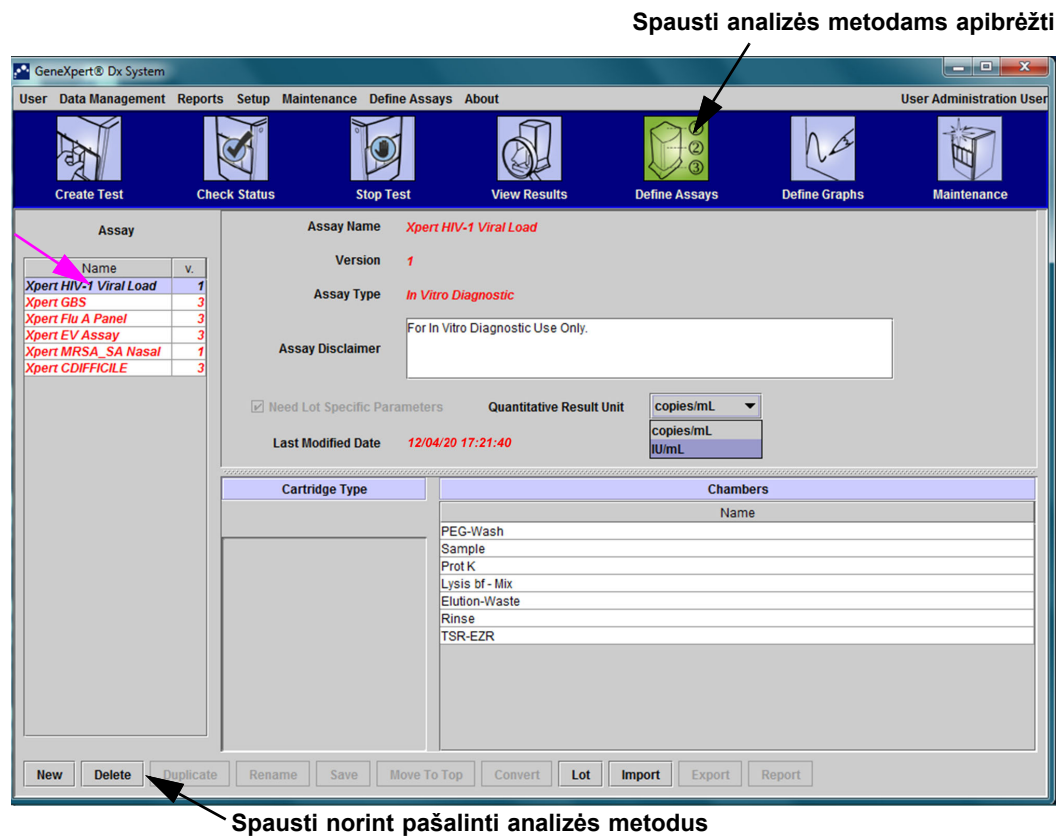 Spausti analizės metodams apibrėžti
GeneXpert® Dx System
User Data Management Reports Setup Maintenance Define Assays About User Administration User
Create Test Check Status Stop Test View Results Define Assays Define Graphs Maintenance
Assay
Name v.
Xpert HIV-1 Viral Load 1
Xpert GBS 3
Xpert Flu A Panel 3
Xpert EV Assay 3
Xpert MRSA_SA Nasal 1
Xpert CDIFFICILE 3
Assay Name Xpert HIV-1 Viral Load
Version 1
Assay Type In Vitro Diagnostic
Assay Disclaimer For In Vitro Diagnostic Use Only.
Need Lot Specific Parameters Quantitative Result Unit copies/mL
copies/mL
IU/mL
Last Modified Date 12/04/20 17:21:40
Cartridge Type
Chambers
Name
PEG-Wash
Sample
Prot K
Lysis bf - Mix
Elution-Waste
Rinse
TSR-EZR
New Delete Duplicate Rename Save Move To Top Convert Lot Import Export Report
Spausti norint pašalinti analizės metodus